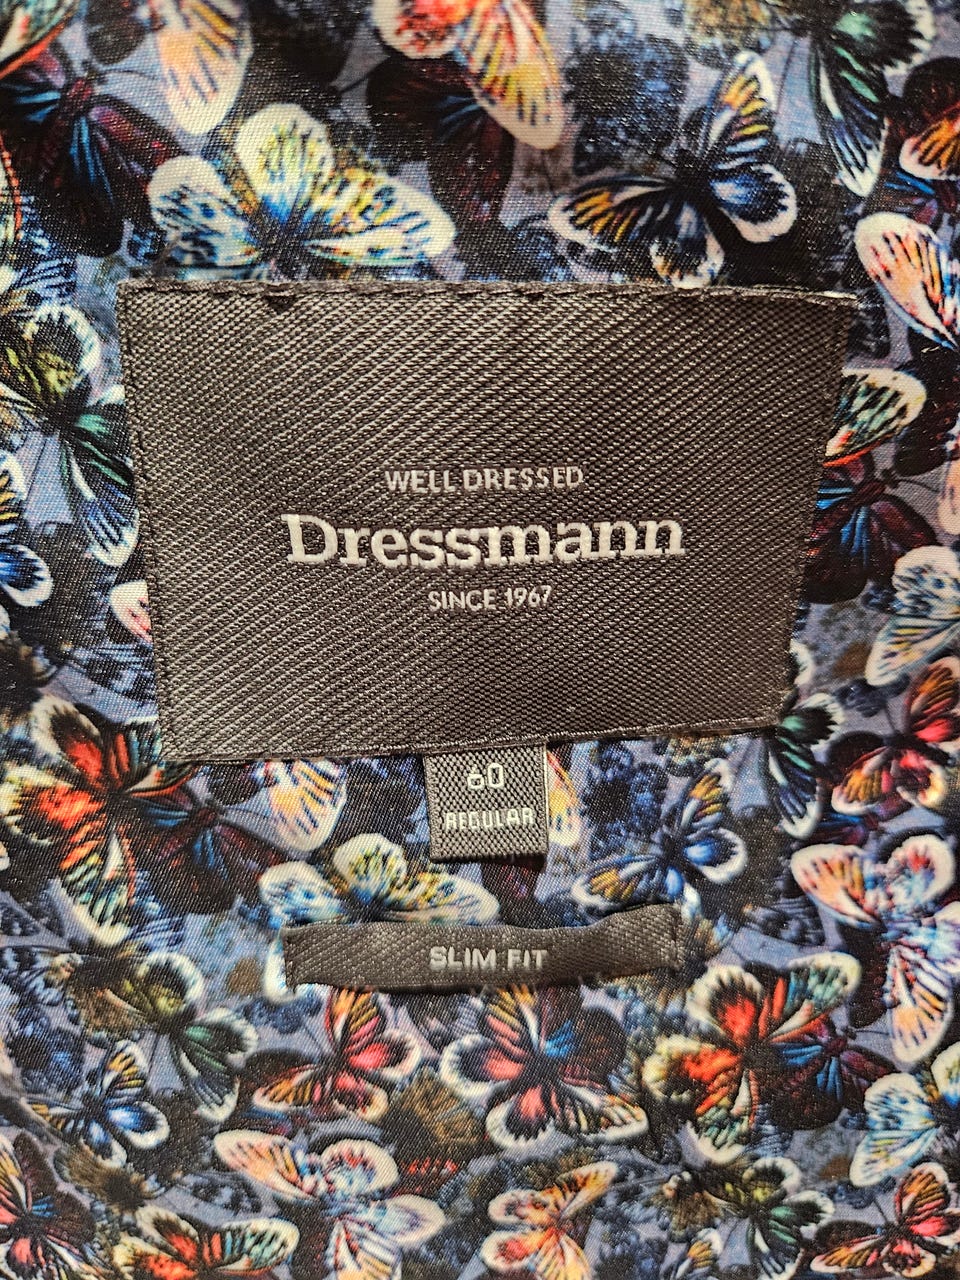 WELL DRESSED
Dressmann
SINCE 1967
60
REGULAR
SLIM FIT